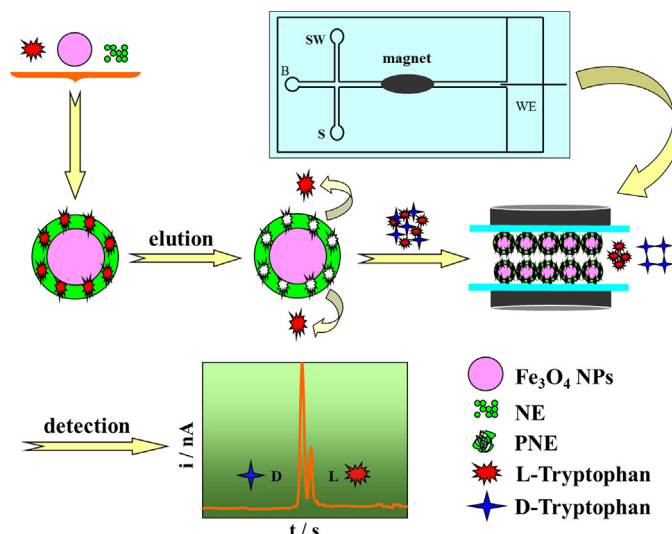 SW
magnet
B
WE
S
elution
detection
i / nA
D
L
t / s
Fe₃O₄ NPs
NE
PNE
L-Tryptophan
D-Tryptophan